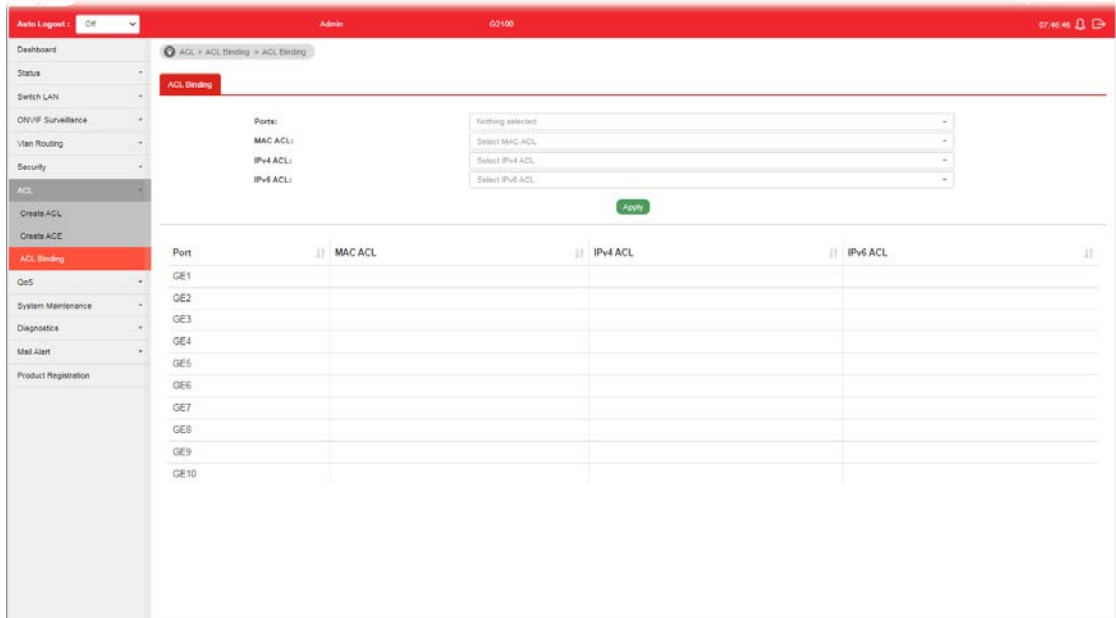 Auto Logout : Off Admin G2100 07:46:46
Dashboard
Status
Switch LAN
ONVIF Surveillance
Vlan Routing
Security
ACL
Create ACL
Create ACE
ACL Binding
QoS
System Maintenance
Diagnostics
Mail Alert
Product Registration
ACL » ACL Binding » ACL Binding
ACL Binding
Ports: Nothing selected
MAC ACL: Select MAC ACL
IPv4 ACL: Select IPv4 ACL
IPv6 ACL: Select IPv6 ACL
Apply
Port MAC ACL IPv4 ACL IPv6 ACL
GE1
GE2
GE3
GE4
GE5
GE6
GE7
GE8
GE9
GE10